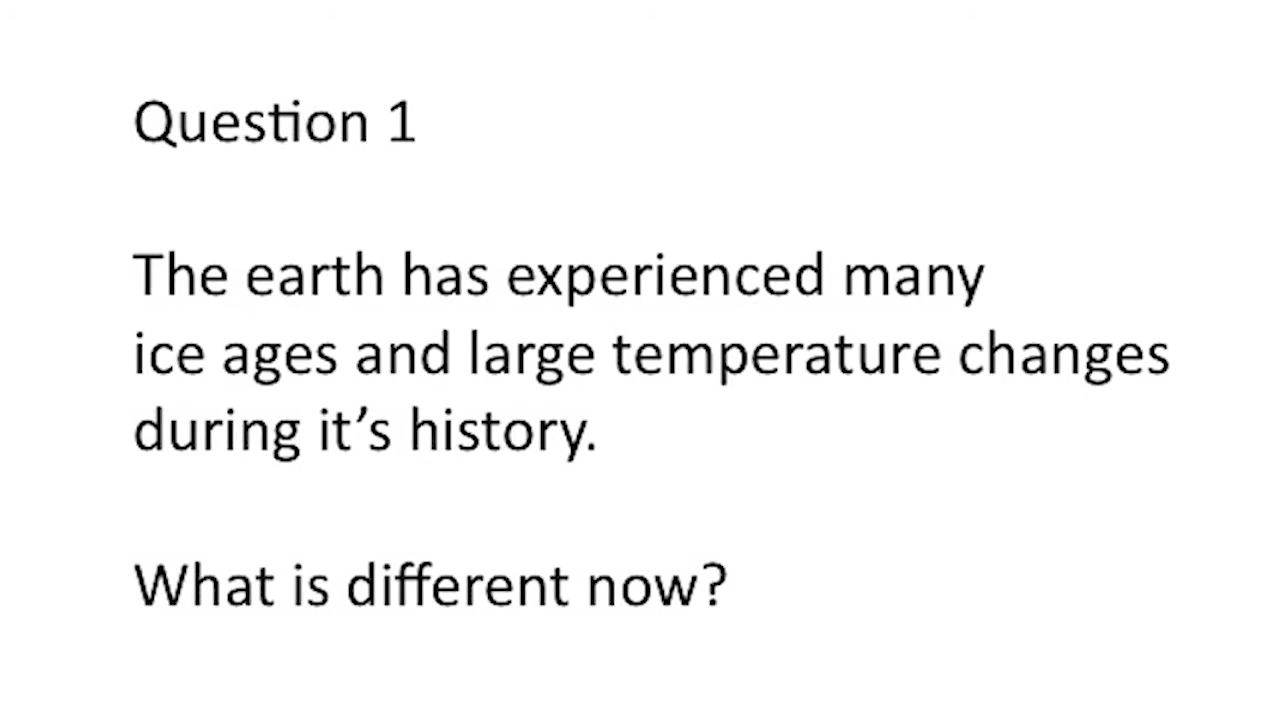 Question 1
The earth has experienced many
ice ages and large temperature changes
during it’s history.
What is different now?